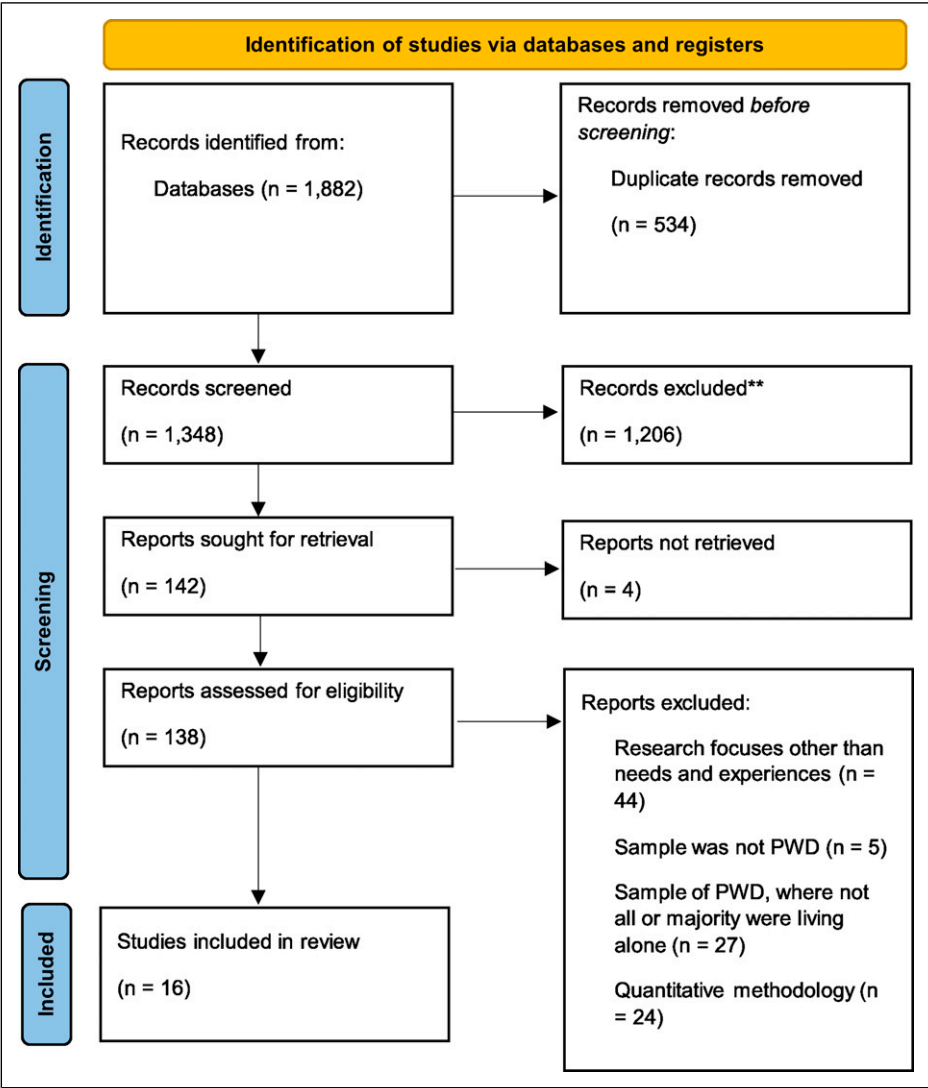 Identification of studies via databases and registers
Identification
Records identified from:
Databases (n = 1,882)
Records removed before
screening:
Duplicate records removed
(n = 534)
Screening
Records screened
(n = 1,348)
Records excluded**
(n = 1,206)
Reports sought for retrieval
(n = 142)
Reports not retrieved
(n = 4)
Reports assessed for eligibility
(n = 138)
Reports excluded:
Research focuses other than
needs and experiences (n =
44)
Sample was not PWD (n = 5)
Sample of PWD, where not
all or majority were living
alone (n = 27)
Quantitative methodology (n
= 24)
Included
Studies included in review
(n = 16)